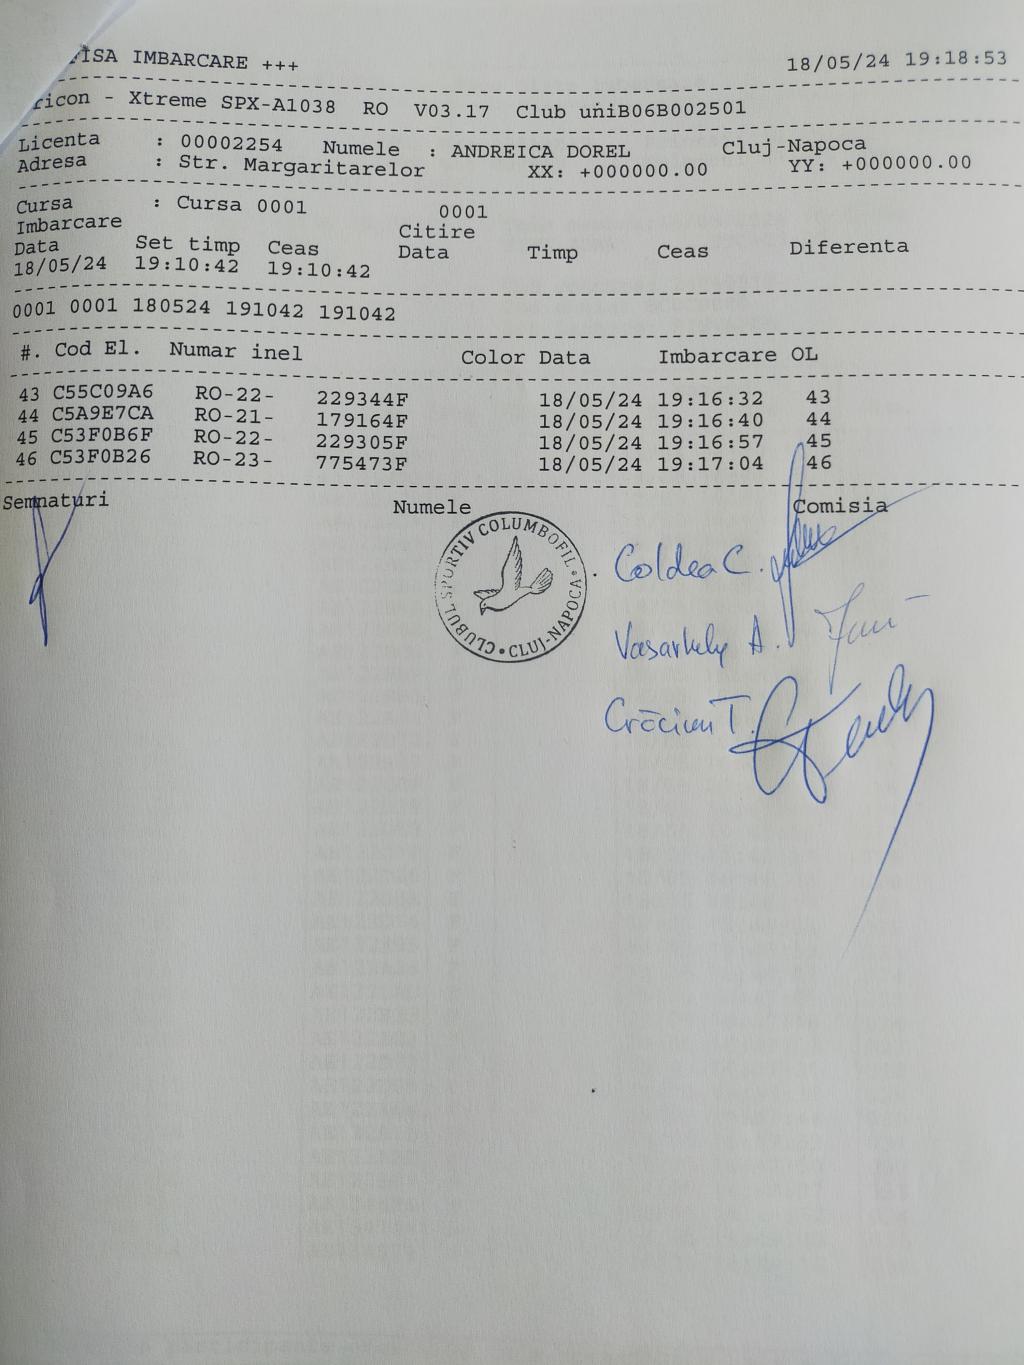 FISA IMBARCARE +++ 18/05/24 19:18:53
ricon - Xtreme SPX-A1038 RO V03.17 Club uniB06B002501
Licenta : 00002254 Numele : ANDREICA DOREL Cluj-Napoca
Adresa : Str. Margaritarelor XX: +000000.00 YY: +000000.00
Cursa : Cursa 0001 0001
Imbarcare Citire
Data Set timp Ceas Data Timp Ceas Diferenta
18/05/24 19:10:42 19:10:42
0001 0001 180524 191042 191042
#. Cod El. Numar inel Color Data Imbarcare OL
43 C55C09A6 RO-22- 229344F 18/05/24 19:16:32 43
44 C5A9E7CA RO-21- 179164F 18/05/24 19:16:40 44
45 C53F0B6F RO-22- 229305F 18/05/24 19:16:57 45
46 C53F0B26 RO-23- 775473F 18/05/24 19:17:04 46
Semnaturi Numele Comisia
CLUBUL SPORTIV COLUMBOFIL • CLUJ-NAPOCA •
Coldea C.
Vasarhely A.
Crăciun T.